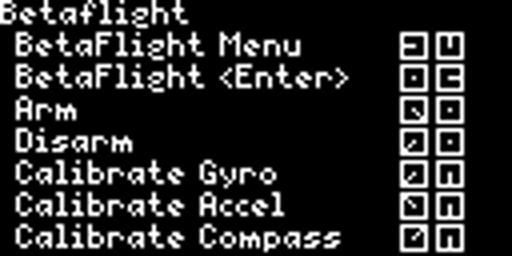 Betaflight
BetaFlight Menu
BetaFlight <Enter>
Arm
Disarm
Calibrate Gyro
Calibrate Accel
Calibrate Compass